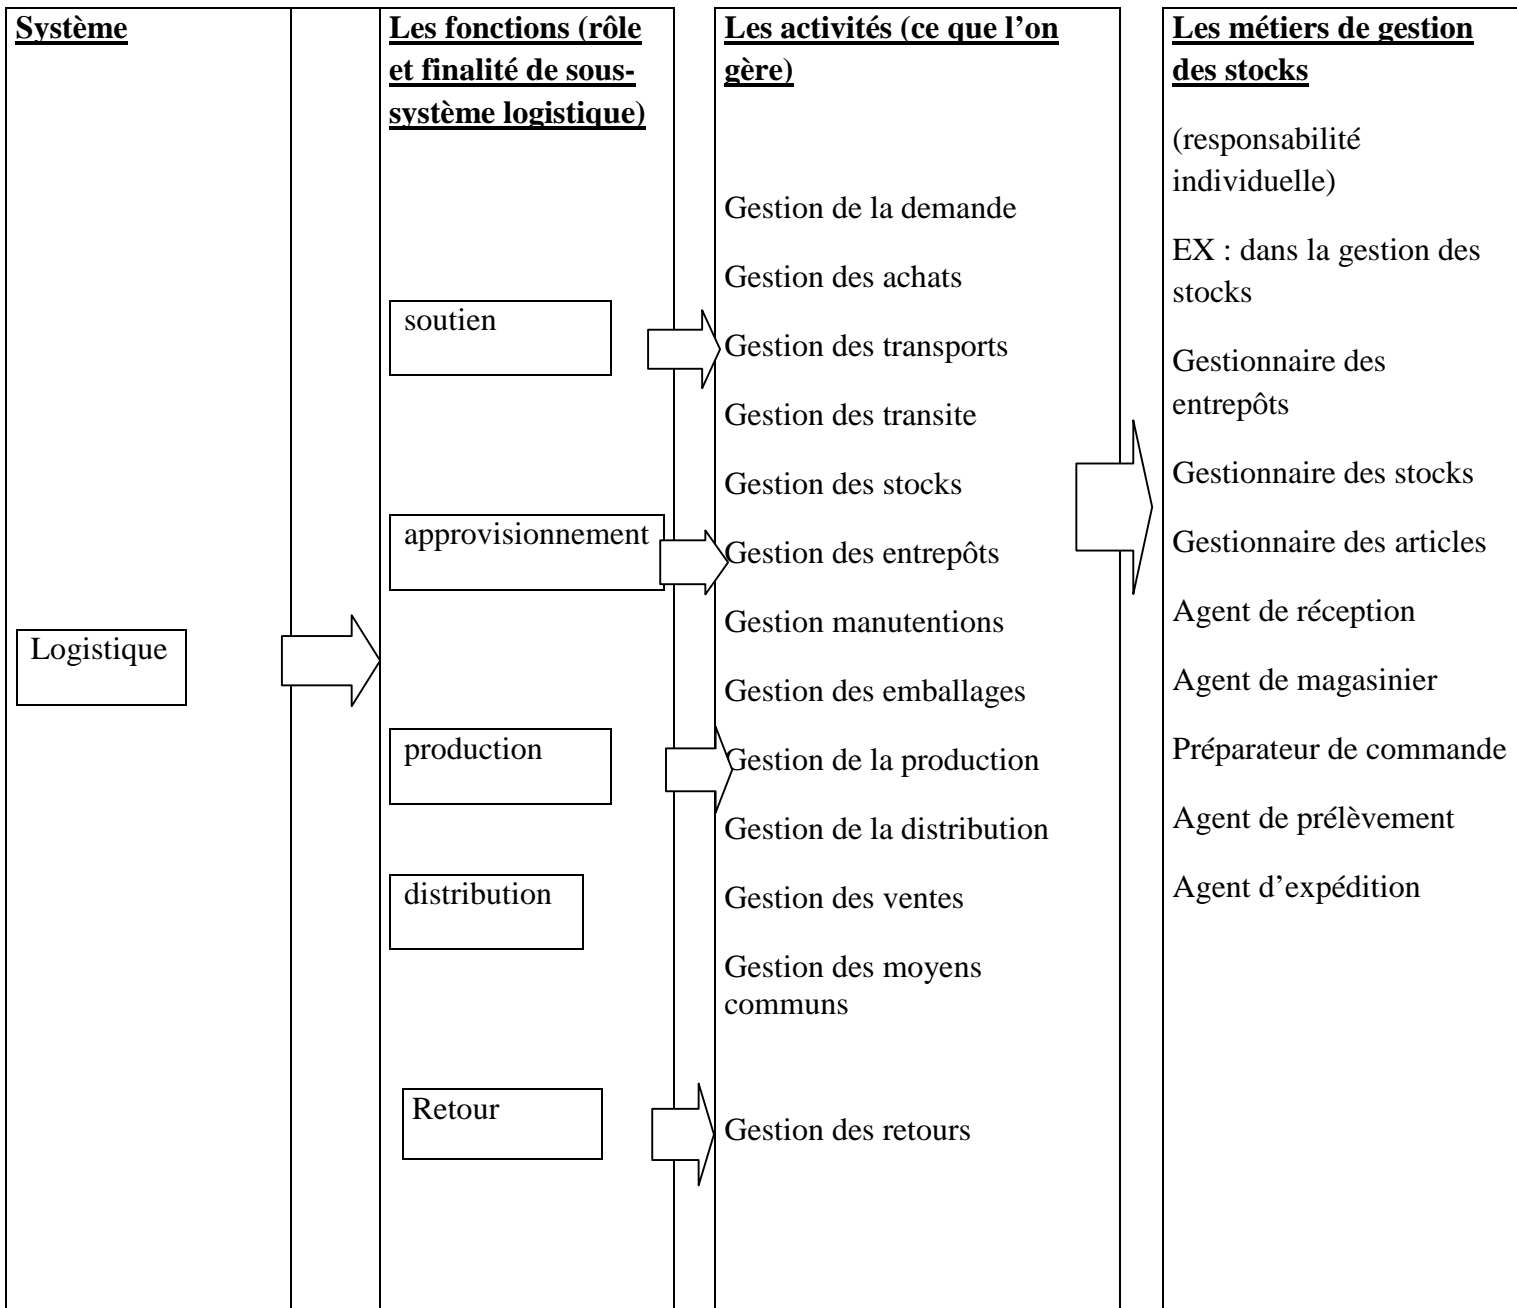 Système
Logistique
Les fonctions (rôle
et finalité de sous-
système logistique)
soutien
approvisionnement
production
distribution
Retour
Les activités (ce que l’on
gère)
Gestion de la demande
Gestion des achats
Gestion des transports
Gestion des transite
Gestion des stocks
Gestion des entrepôts
Gestion manutentions
Gestion des emballages
Gestion de la production
Gestion de la distribution
Gestion des ventes
Gestion des moyens
communs
Gestion des retours
Les métiers de gestion
des stocks
(responsabilité
individuelle)
EX : dans la gestion des
stocks
Gestionnaire des
entrepôts
Gestionnaire des stocks
Gestionnaire des articles
Agent de réception
Agent de magasinier
Préparateur de commande
Agent de prélèvement
Agent d’expédition